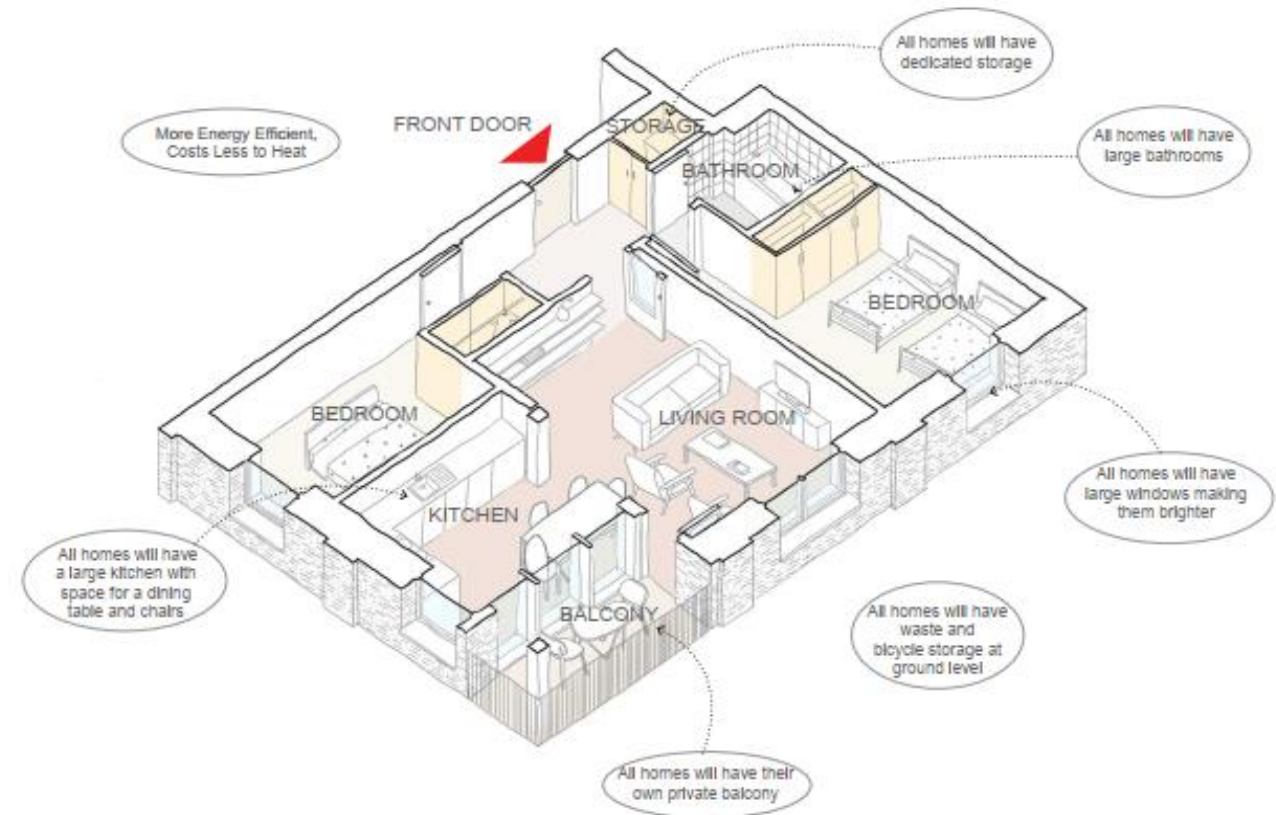 All homes will have
dedicated storage
More Energy Efficient,
Costs Less to Heat
FRONT DOOR
STORAGE
All homes will have
large bathrooms
BATHROOM
BEDROOM
BEDROOM
LIVING ROOM
All homes will have
large windows making
them brighter
KITCHEN
All homes will have
a large kitchen with
space for a dining
table and chairs
BALCONY
All homes will have
waste and
bicycle storage at
ground level
All homes will have their
own private balcony